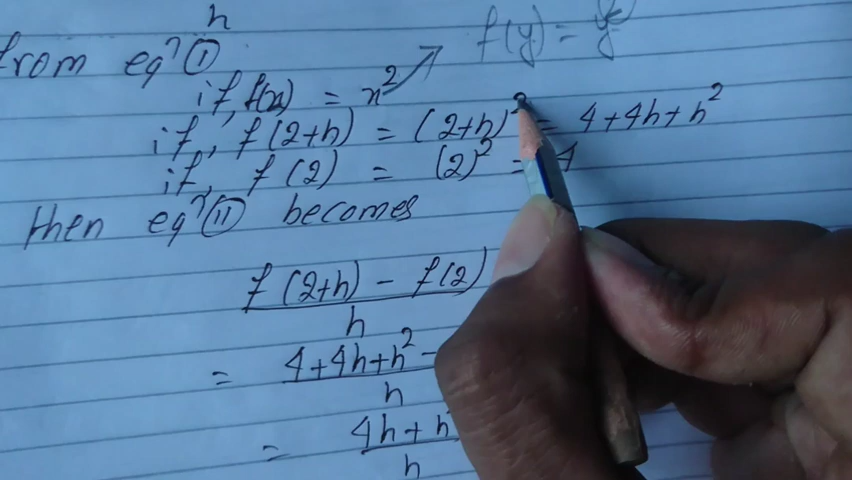 h
f(y) = y
from eqⁿ (I)
if, f(x) = x²
if, f(2+h) = (2+h)² = 4+4h+h²
if, f(2) = (2)² = 4
then eqⁿ (II) becomes
f(2+h) - f(2)
h
= 4+4h+h² -
h
= 4h+h
h